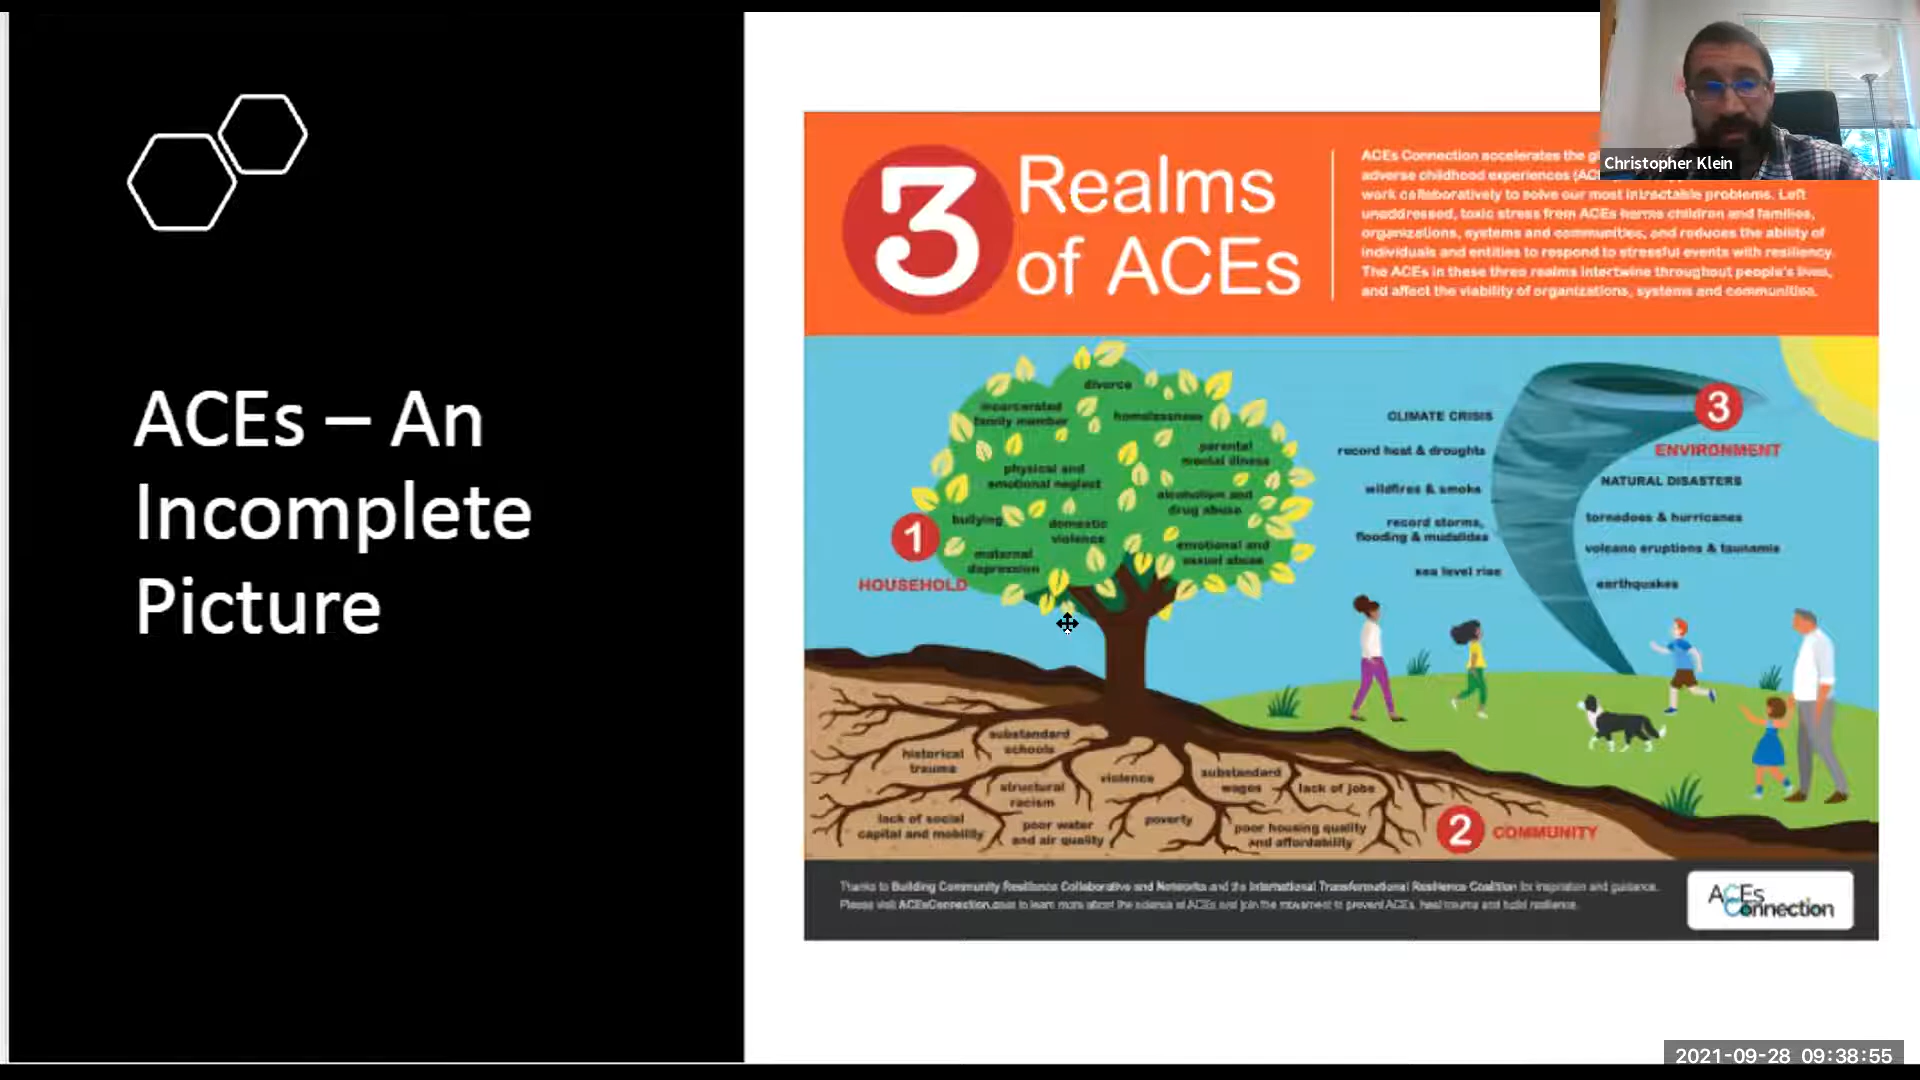 ACEs – An
Incomplete
Picture
3 Realms
of ACEs
ACEs Connection accelerates the
adverse childhood experiences
work collaboratively to solve our most intractable problems. Left
unaddressed, toxic stress from ACEs harms children and families,
organizations, systems and communities, and reduces the ability of
individuals and entities to respond to stressful events with resiliency.
The ACEs in these three realms intertwine throughout people's lives,
and affect the viability of organizations, systems and communities.
Christopher Klein
divorce
incarcerated
family member
homelessness
parental
mental illness
physical and
emotional neglect
alcoholism and
drug abuse
bullying
domestic
violence
emotional and
sexual abuse
maternal
depression
1
HOUSEHOLD
3
ENVIRONMENT
CLIMATE CRISIS
record heat & droughts
wildfires & smoke
record storms,
flooding & mudslides
sea level rise
NATURAL DISASTERS
tornadoes & hurricanes
volcano eruptions & tsunamis
earthquakes
substandard
schools
historical
trauma
structural
racism
violence
substandard
wages
lack of jobs
lack of social
capital and mobility
poor water
and air quality
poverty
poor housing quality
and affordability
2
COMMUNITY
Thanks to Building Community Resilience Collaborative and Networks and the International Transformational Resilience Coalition for inspiration and guidance.
Please visit ACEsConnection.com to learn more about the science of ACEs and join the movement to prevent ACEs, heal trauma and build resilience.
ACEs
Connection
2021-09-28 09:38:55